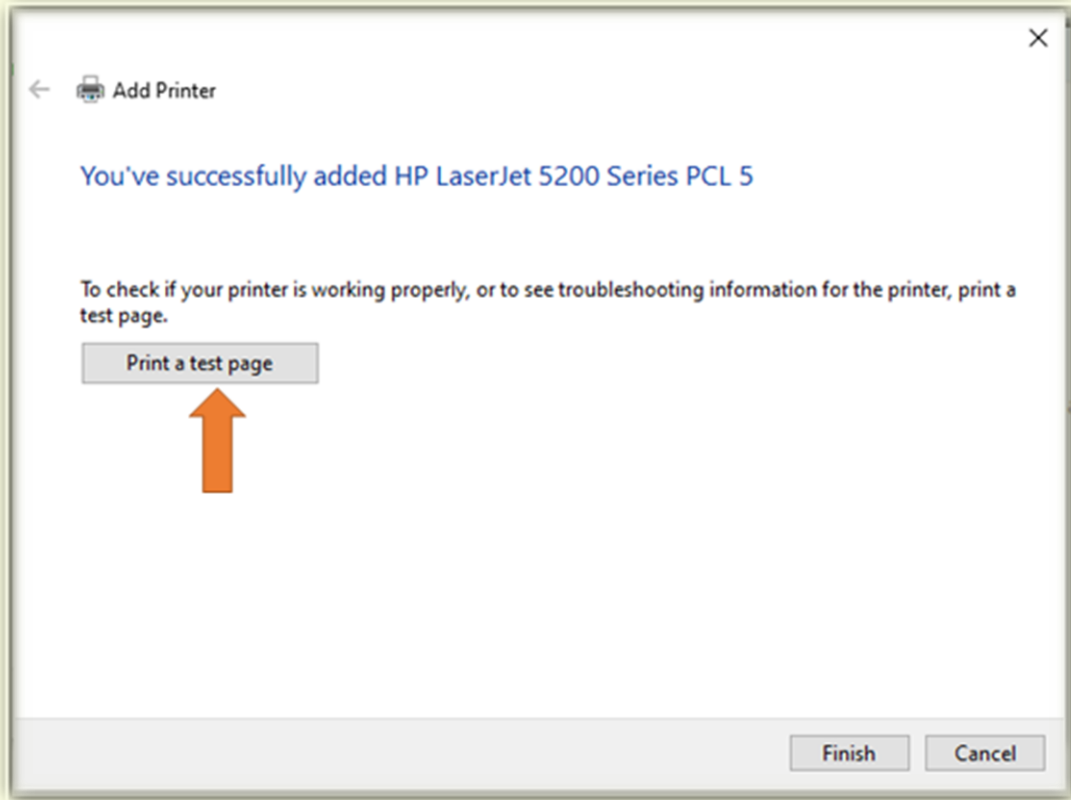 Add Printer
You've successfully added HP LaserJet 5200 Series PCL 5
To check if your printer is working properly, or to see troubleshooting information for the printer, print a
test page.
Print a test page
Finish
Cancel